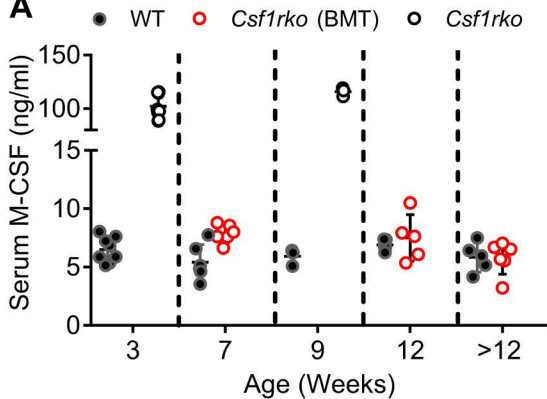 A
WT Csf1rko (BMT) Csf1rko
Serum M-CSF (ng/ml)
150
100
15
10
5
0
3 7 9 12 >12
Age (Weeks)